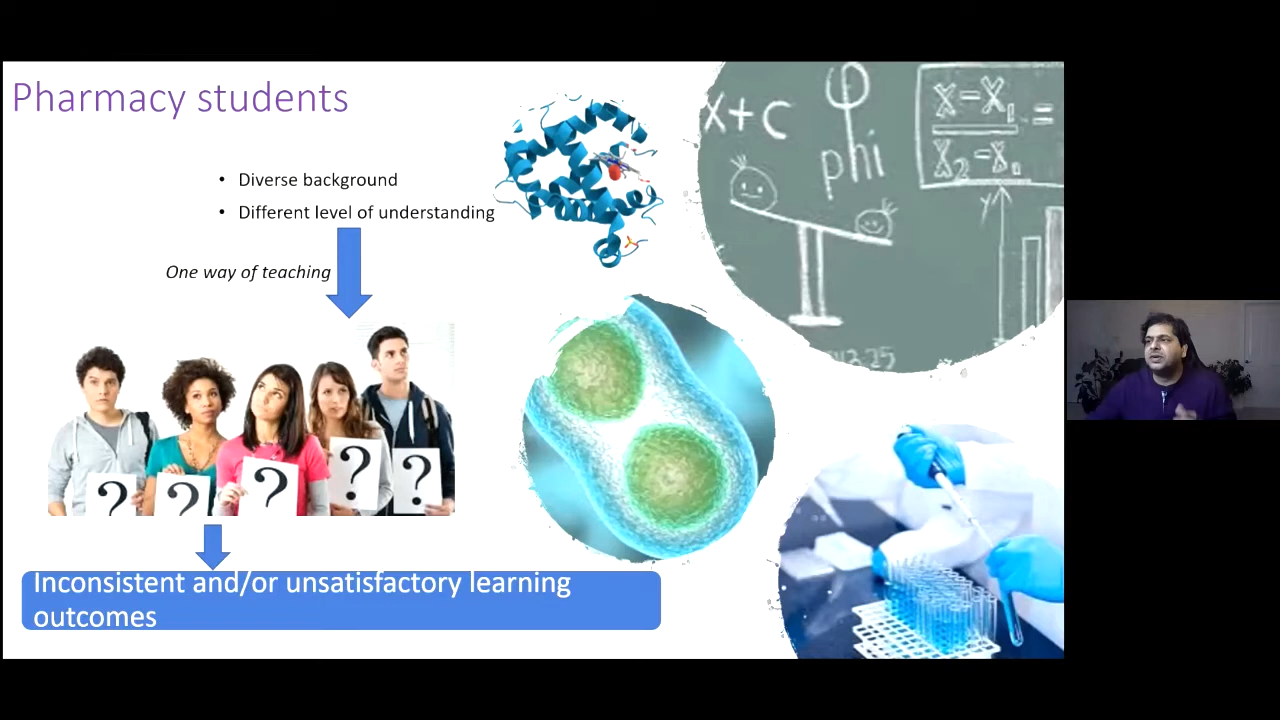 Pharmacy students
• Diverse background
• Different level of understanding
One way of teaching
? ? ? ? ?
Inconsistent and/or unsatisfactory learning
outcomes
x+c
φ
phi
x-x₁
=
x₂-x₁
y